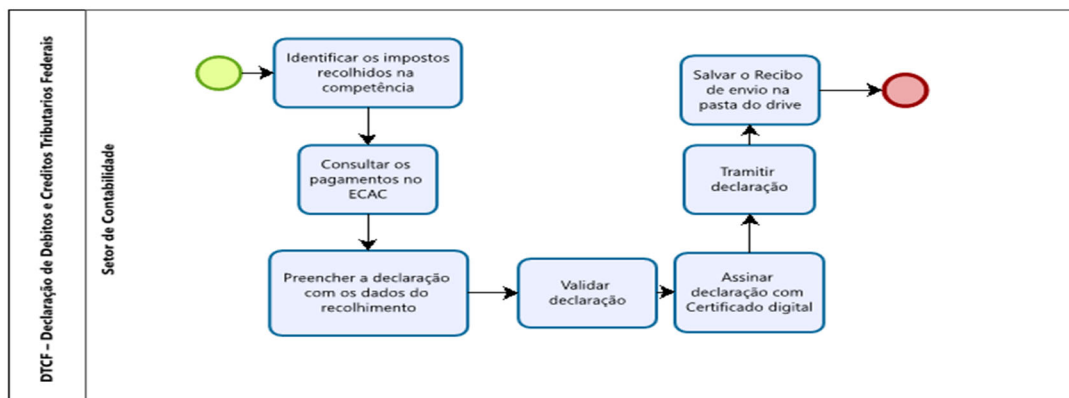 DTCF – Declaração de Debitos e Creditos Tributarios Federais
Setor de Contabilidade
Identificar os impostos
recolhidos na
competência
Consultar os
pagamentos no
ECAC
Preencher a declaração
com os dados do
recolhimento
Validar
declaração
Assinar
declaração com
Certificado digital
Tramitir
declaração
Salvar o Recibo
de envio na
pasta do drive